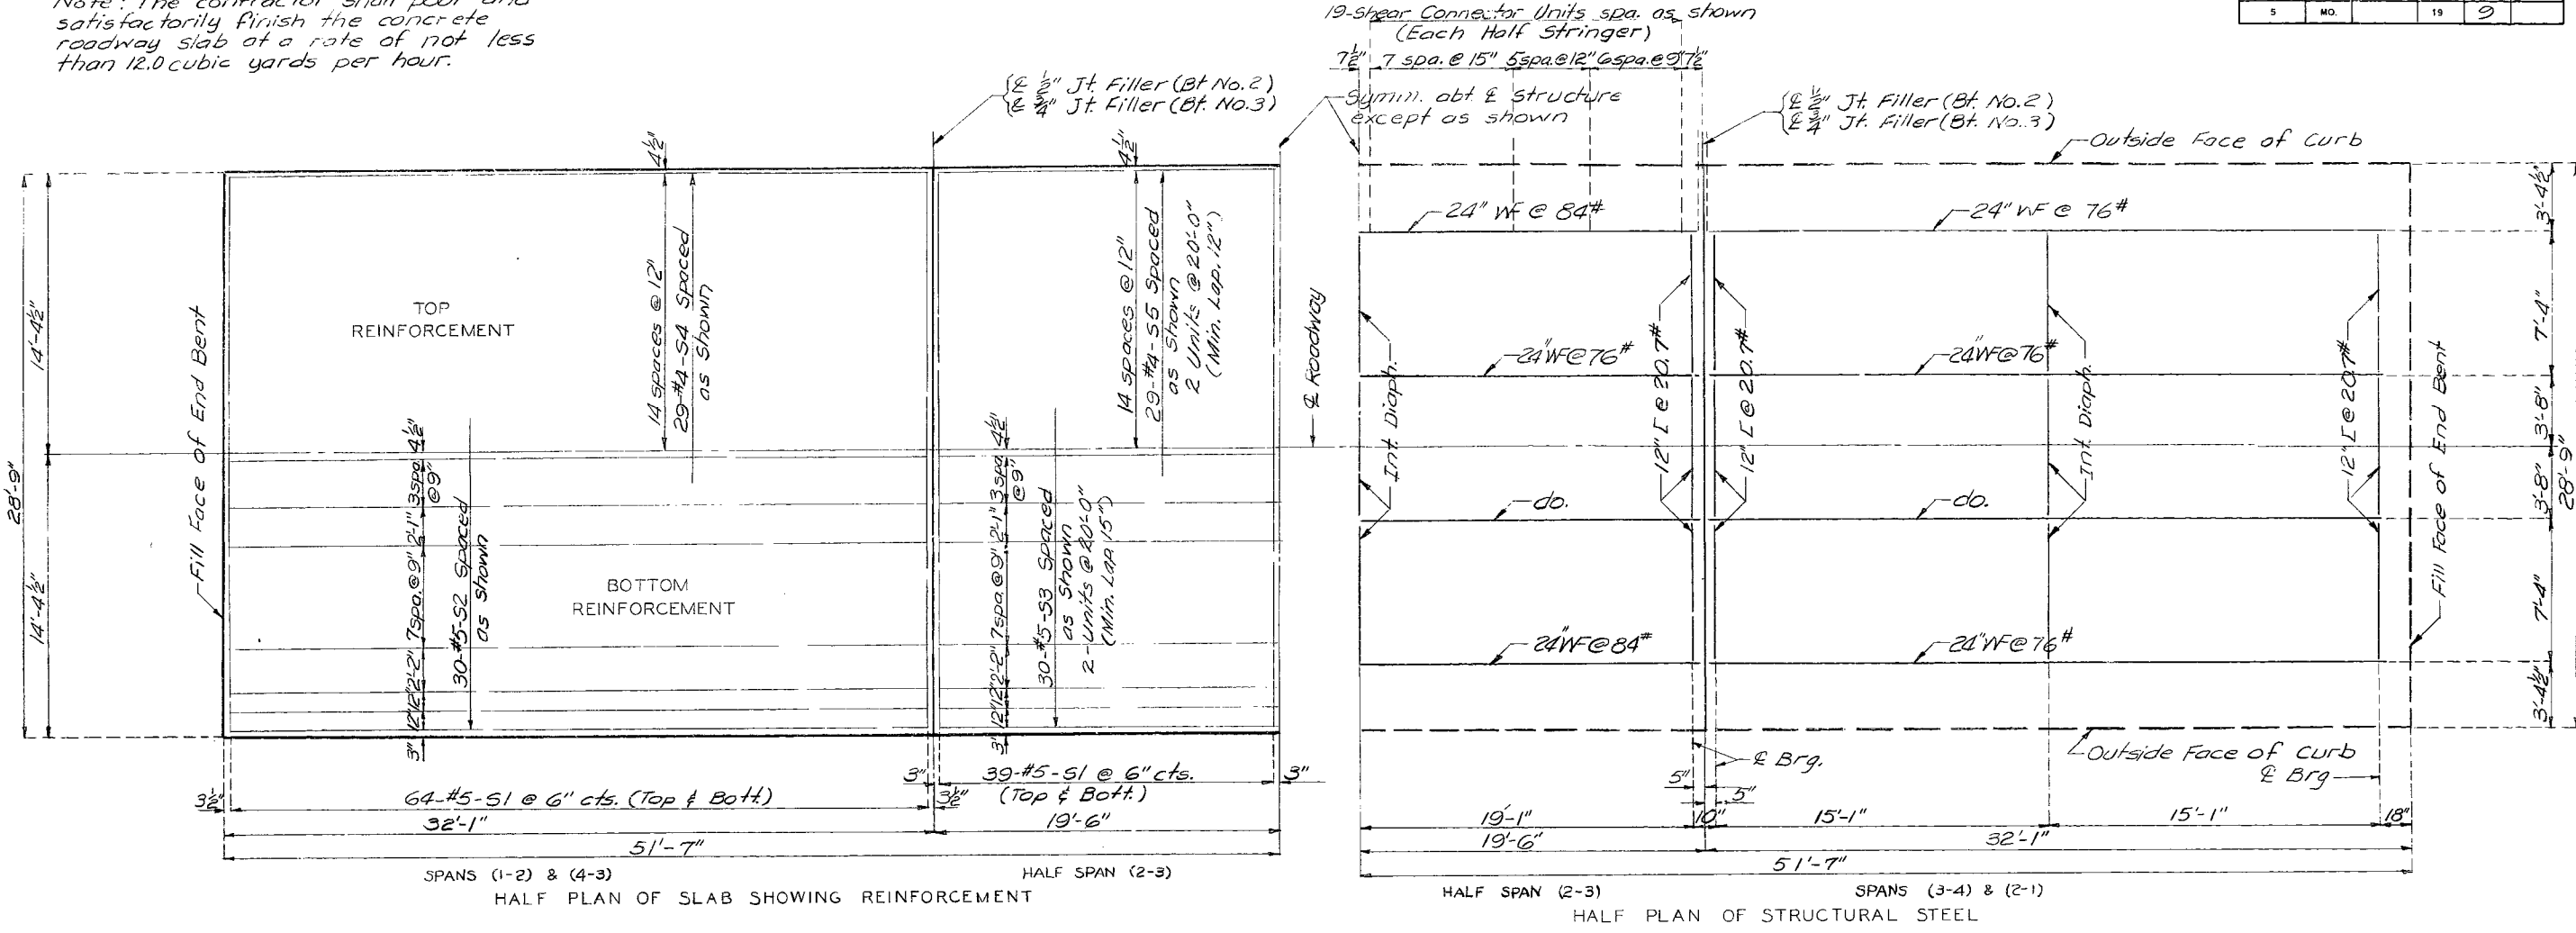 Note: The contractor shall pour and
satisfactorily finish the concrete
roadway slab at a rate of not less
than 12.0 cubic yards per hour.
19-Shear Connector Units spa. as shown
(Each Half Stringer)
7½" 7 spa. @ 15" 5 spa. @ 12" 6 spa. @ 9" 7½"
5 MO. 19 9
℄ ½" Jt. Filler (Bt. No. 2)
℄ ¾" Jt. Filler (Bt. No. 3)
Symm. abt. ℄ Structure
except as shown
℄ ½" Jt. Filler (Bt. No. 2)
℄ ¾" Jt. Filler (Bt. No. 3)
Outside Face of Curb
4½"
4½"
28'-9"
14'-4½"
14'-4½"
Fill Face of End Bent
TOP
REINFORCEMENT
14 spaces @ 12"
29-#4-S4 Spaced
as Shown
14 spaces @ 12"
29-#4-S5 Spaced
as Shown
2 Units @ 20'-0"
(Min. Lap. 12")
℄ Roadway
BOTTOM
REINFORCEMENT
3" 12" 12" 2'-2" 7 spa. @ 9" 2'-1" 3 spa. @ 9" 4½"
30-#5-S2 Spaced
as Shown
3" 12" 12" 2'-2" 7 spa. @ 9" 2'-1" 3 spa. @ 9" 4½"
30-#5-S3 Spaced
as Shown
2-Units @ 20'-0"
(Min. Lap. 15")
3½"
64-#5-S1 @ 6" cts. (Top & Bott.)
3"
3½"
39-#5-S1 @ 6" cts.
(Top & Bott.)
3"
32'-1"
19'-6"
51'-7"
SPANS (1-2) & (4-3)
HALF SPAN (2-3)
HALF PLAN OF SLAB SHOWING REINFORCEMENT
24" WF @ 84#
24" WF @ 76#
Int. Diaph.
24" WF @ 76#
12" [ @ 20.7#
12" [ @ 20.7#
24" WF @ 76#
Int. Diaph.
12" [ @ 20.7#
Fill Face of End Bent
do.
do.
24" WF @ 84#
24" WF @ 76#
3'-4½"
7'-4"
3'-8"
3'-8"
7'-4"
3'-4½"
28'-9"
Outside Face of Curb
℄ Brg.
℄ Brg
5"
5"
19'-1"
10"
15'-1"
15'-1"
18"
19'-6"
32'-1"
51'-7"
HALF SPAN (2-3)
SPANS (3-4) & (2-1)
HALF PLAN OF STRUCTURAL STEEL